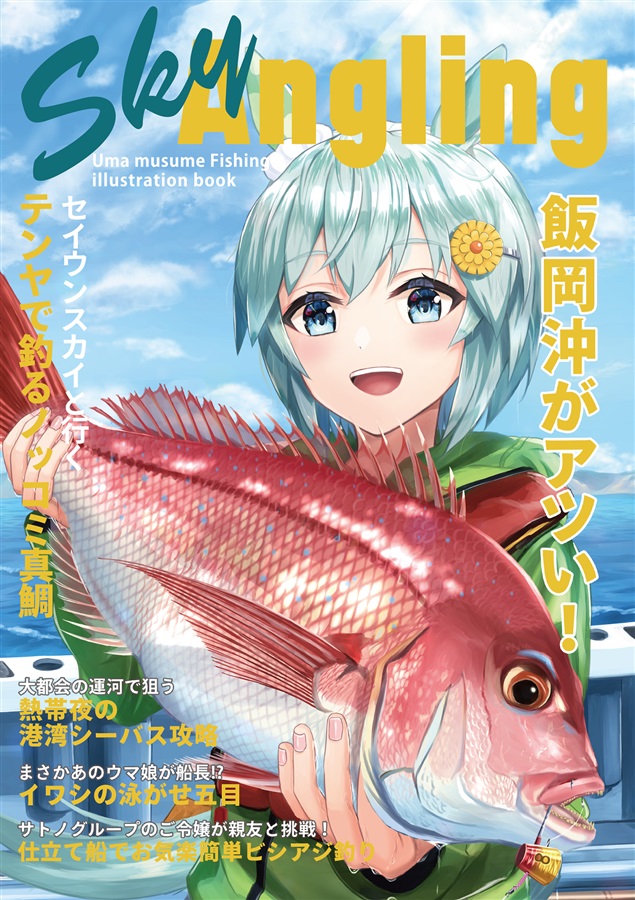 Sky Angling
Uma musume Fishing
illustration book
飯岡沖がアツい！
セイウンスカイと行く
テンヤで釣るノッコミ真鯛
大都会の運河で狙う
熱帯夜の
港湾シーバス攻略
まさかあのウマ娘が船長!?
イワシの泳がせ五目
サトノグループのご令嬢が親友と挑戦！
仕立て船でお気楽簡単ビシアジ釣り